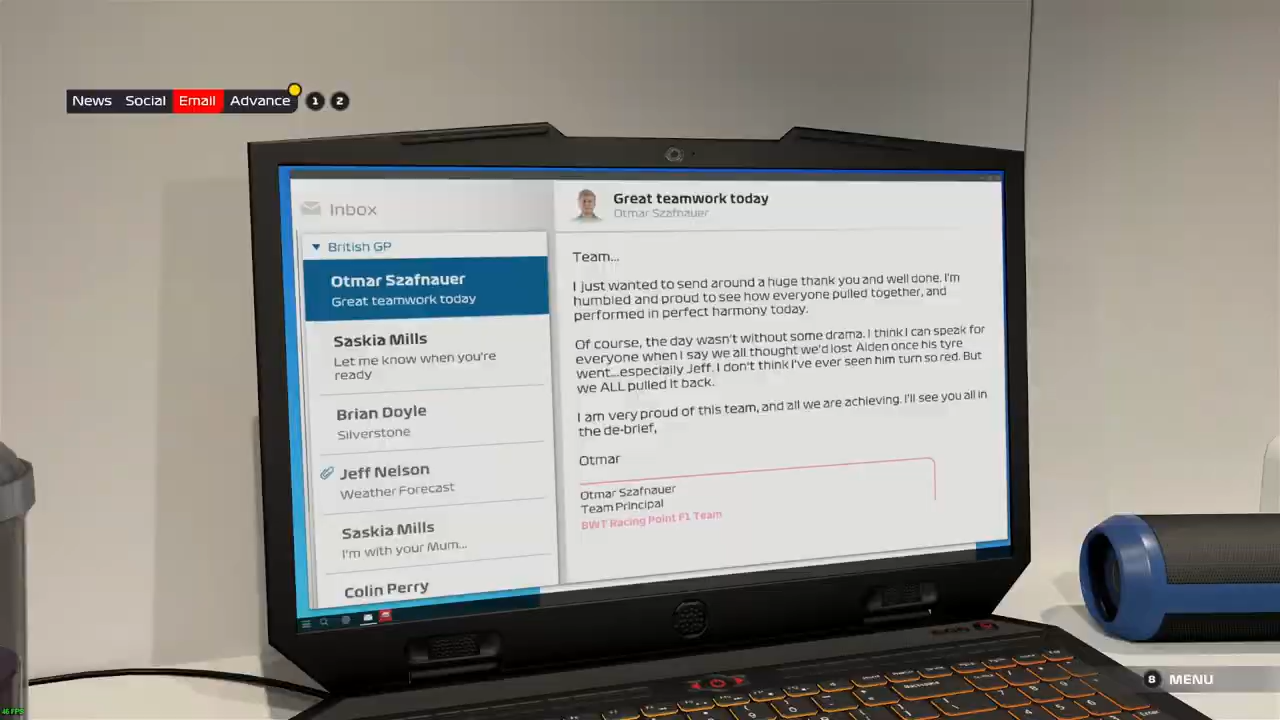 News Social Email Advance 1 2
Inbox
British GP
Otmar Szafnauer
Great teamwork today
Saskia Mills
Let me know when you're
ready
Brian Doyle
Silverstone
Jeff Nelson
Weather Forecast
Saskia Mills
I'm with your Mum...
Colin Perry
Great teamwork today
Otmar Szafnauer
Team...
I just wanted to send around a huge thank you and well done. I'm
humbled and proud to see how everyone pulled together, and
performed in perfect harmony today.
Of course, the day wasn't without some drama. I think I can speak for
everyone when I say we all thought we'd lost Aiden once his tyre
went...especially Jeff. I don't think I've ever seen him turn so red. But
we ALL pulled it back.
I am very proud of this team, and all we are achieving. I'll see you all in
the de-brief,
Otmar
Otmar Szafnauer
Team Principal
BWT Racing Point F1 Team
8 MENU
46 FPS